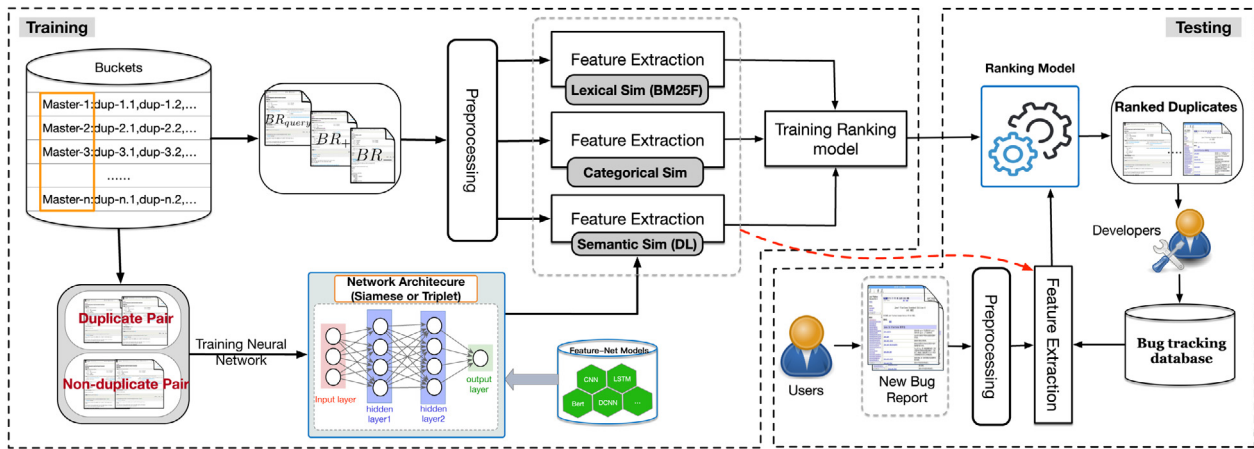 Training
Buckets
Master-1:dup-1.1,dup-1.2,...
Master-2:dup-2.1,dup-2.2,...
Master-3:dup-3.1,dup-3.2,...
......
Master-n:dup-n.1,dup-n.2,...
BRquery
BR+
BR-
Preprocessing
Feature Extraction
Lexical Sim (BM25F)
Feature Extraction
Categorical Sim
Feature Extraction
Semantic Sim (DL)
Training Ranking
model
Duplicate Pair
Non-duplicate Pair
Training Neural
Network
Network Architecure
(Siamese or Triplet)
Input layer
hidden
layer1
hidden
layer2
output
layer
Feature-Net Models
CNN
LSTM
Bert
DCNN
...
Testing
Ranking Model
Ranked Duplicates
......
Developers
Bug tracking
database
Feature Extraction
Preprocessing
New Bug
Report
Users